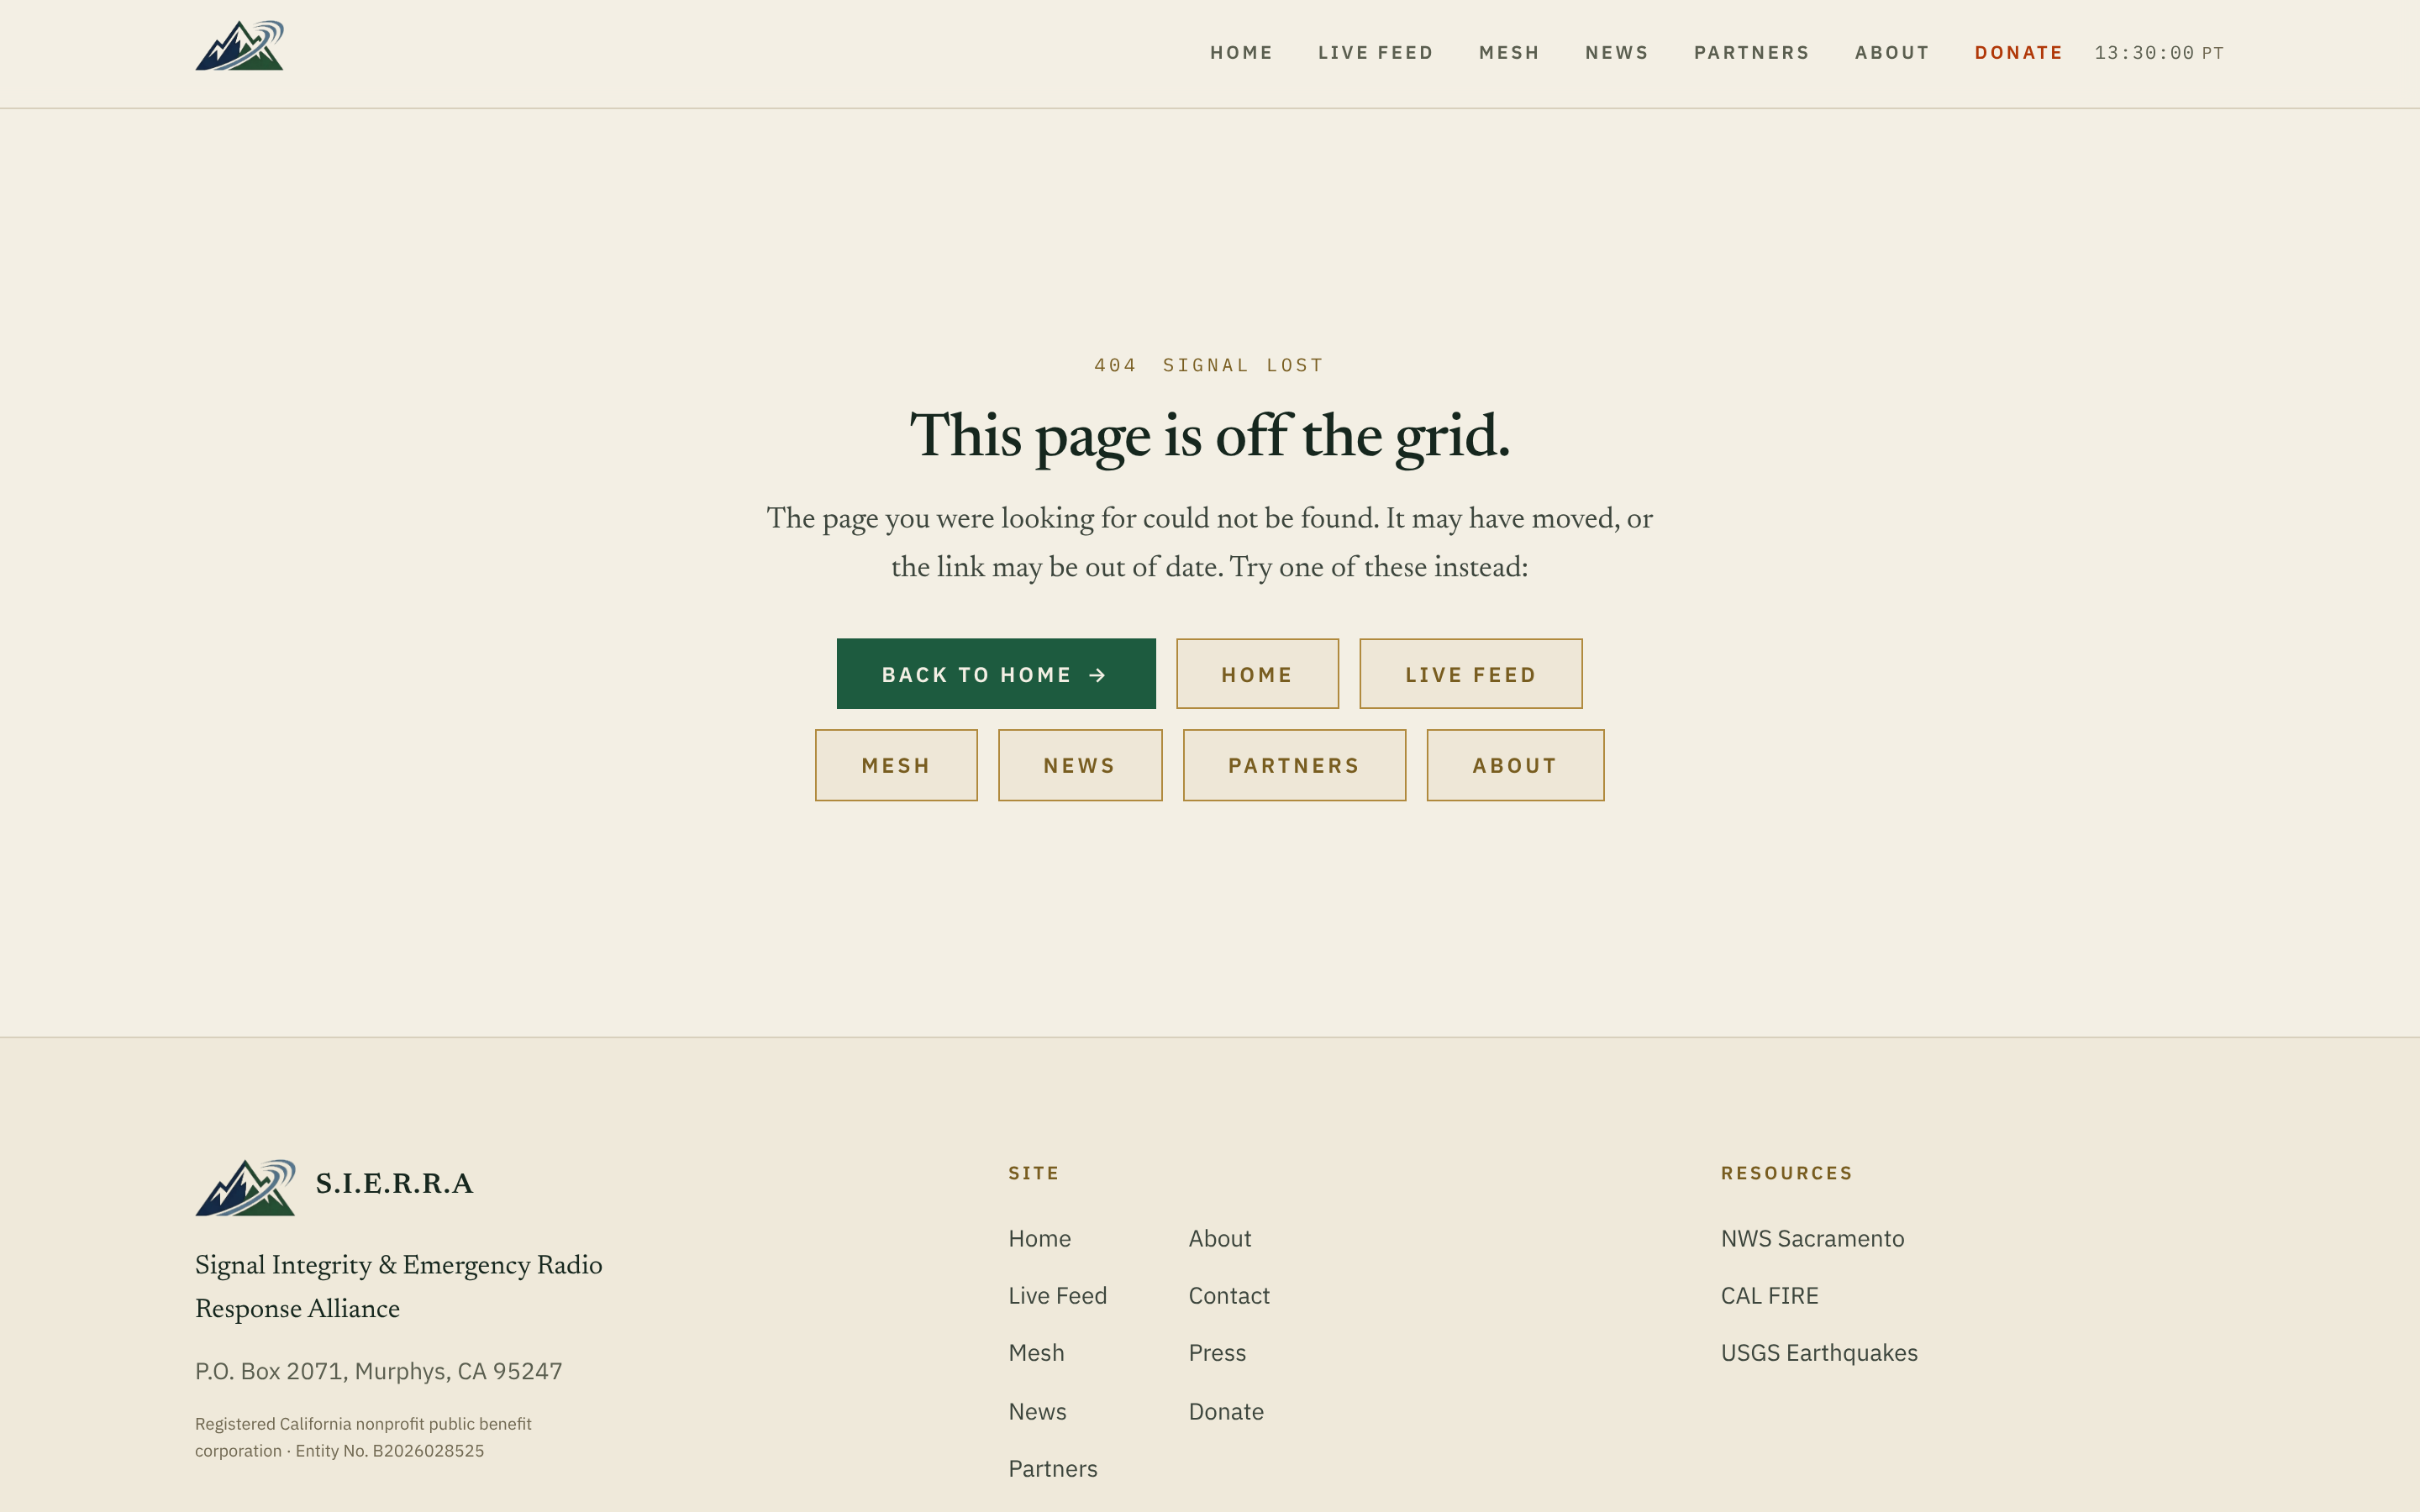 HOME LIVE FEED MESH NEWS PARTNERS ABOUT DONATE 13:30:00 PT
404 SIGNAL LOST
This page is off the grid.
The page you were looking for could not be found. It may have moved, or
the link may be out of date. Try one of these instead:
BACK TO HOME → HOME LIVE FEED
MESH NEWS PARTNERS ABOUT
S.I.E.R.R.A
Signal Integrity & Emergency Radio
Response Alliance
P.O. Box 2071, Murphys, CA 95247
Registered California nonprofit public benefit
corporation · Entity No. B2026028525
SITE
Home
Live Feed
Mesh
News
Partners
About
Contact
Press
Donate
RESOURCES
NWS Sacramento
CAL FIRE
USGS Earthquakes